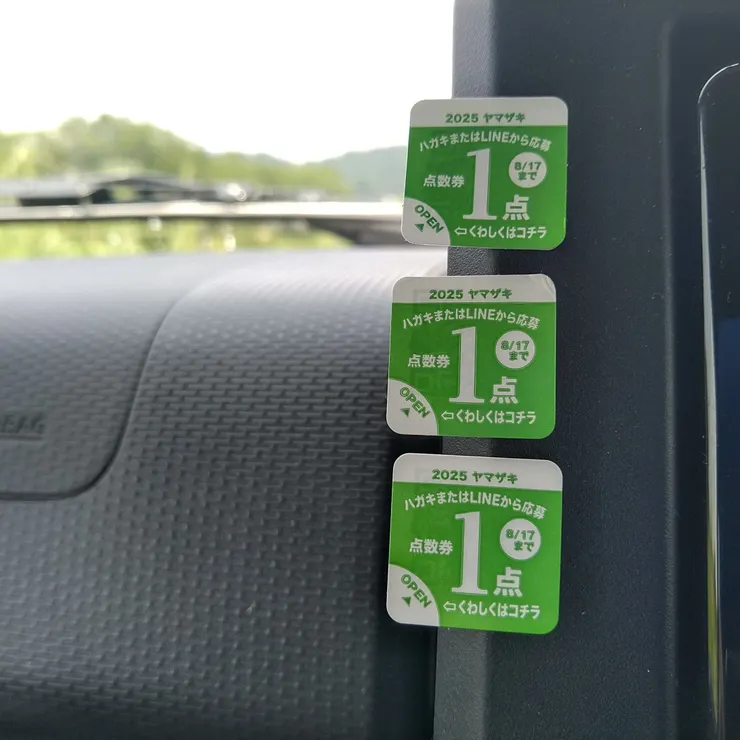 2025 ヤマザキ
ハガキまたはLINEから応募
点数券
1点
8/17
まで
OPEN
⇦くわしくはコチラ
2025 ヤマザキ
ハガキまたはLINEから応募
点数券
1点
8/17
まで
OPEN
⇦くわしくはコチラ
2025 ヤマザキ
ハガキまたはLINEから応募
点数券
1点
8/17
まで
OPEN
⇦くわしくはコチラ